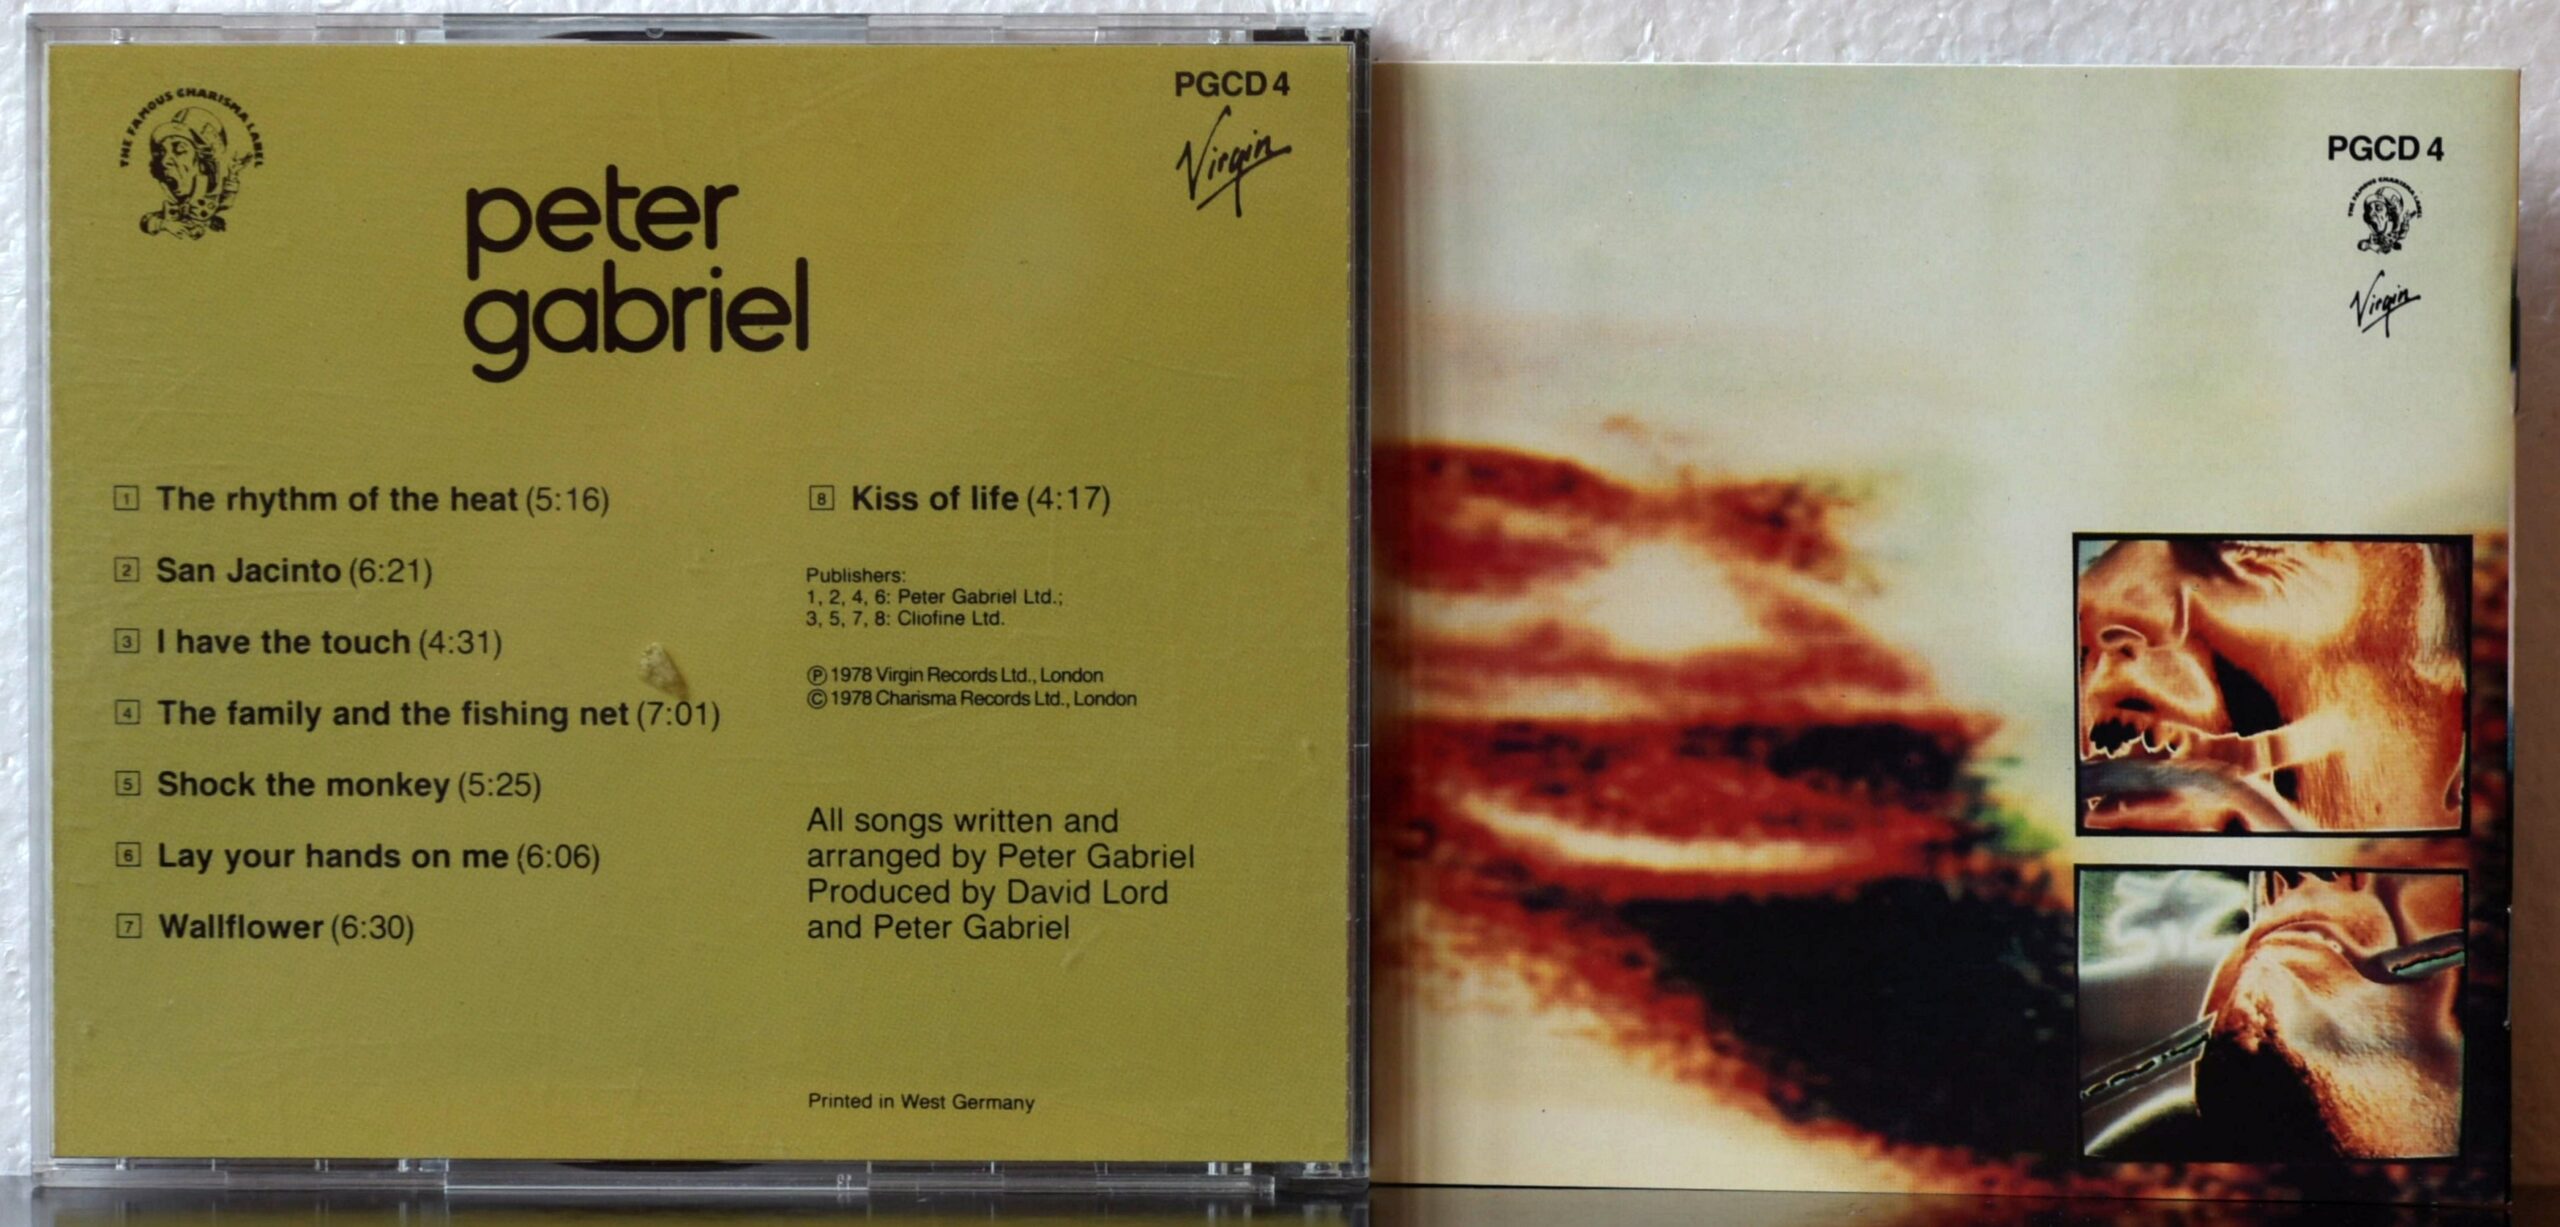 THE FAMOUS CHARISMA LABEL
PGCD 4
Virgin
peter
gabriel
1 The rhythm of the heat (5:16)
2 San Jacinto (6:21)
3 I have the touch (4:31)
4 The family and the fishing net (7:01)
5 Shock the monkey (5:25)
6 Lay your hands on me (6:06)
7 Wallflower (6:30)
8 Kiss of life (4:17)
Publishers:
1, 2, 4, 6: Peter Gabriel Ltd.;
3, 5, 7, 8: Cliofine Ltd.
Ⓟ 1978 Virgin Records Ltd., London
© 1978 Charisma Records Ltd., London
All songs written and
arranged by Peter Gabriel
Produced by David Lord
and Peter Gabriel
Printed in West Germany
PGCD 4
THE FAMOUS CHARISMA LABEL
Virgin